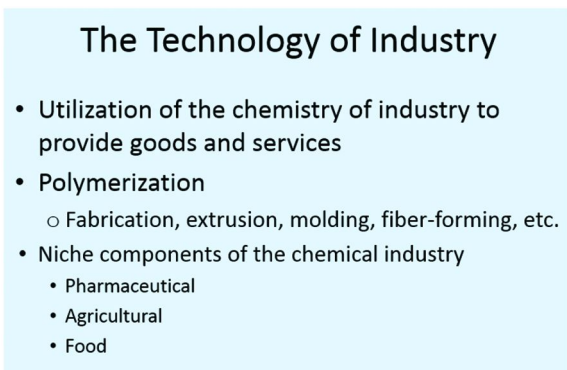 The Technology of Industry
• Utilization of the chemistry of industry to
provide goods and services
• Polymerization
o Fabrication, extrusion, molding, fiber-forming, etc.
• Niche components of the chemical industry
• Pharmaceutical
• Agricultural
• Food